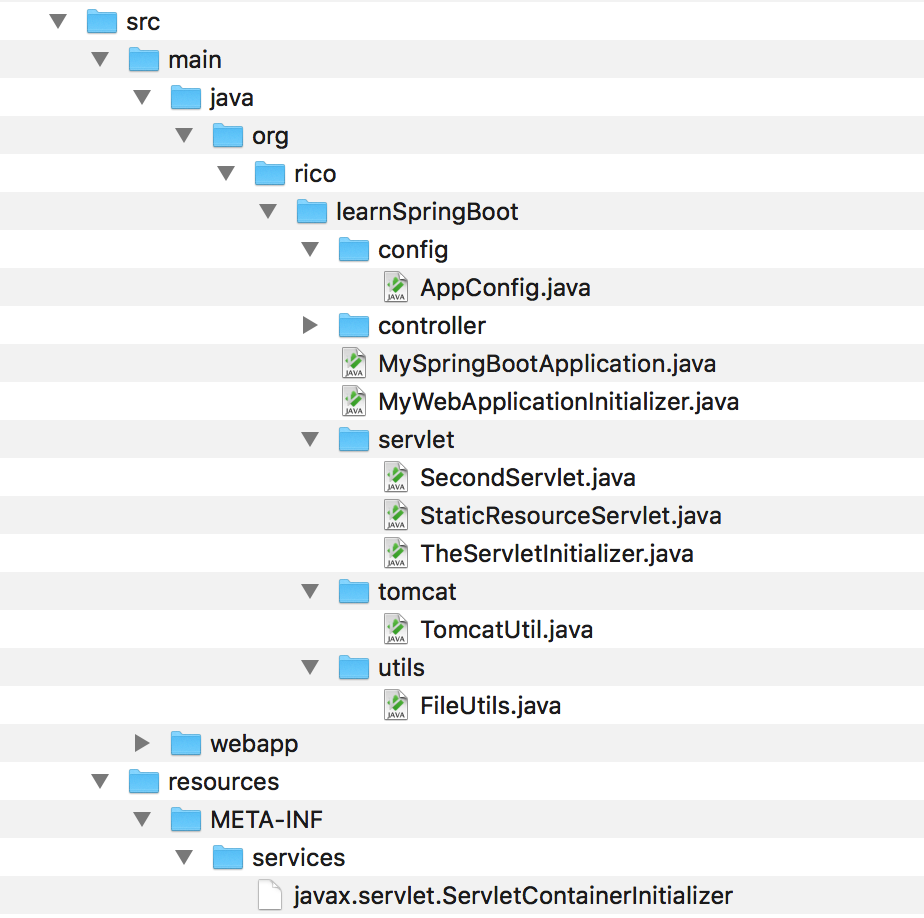 src
main
java
org
rico
learnSpringBoot
config
JAVA AppConfig.java
controller
JAVA MySpringBootApplication.java
JAVA MyWebApplicationInitializer.java
servlet
JAVA SecondServlet.java
JAVA StaticResourceServlet.java
JAVA TheServletInitializer.java
tomcat
JAVA TomcatUtil.java
utils
JAVA FileUtils.java
webapp
resources
META-INF
services
javax.servlet.ServletContainerInitializer